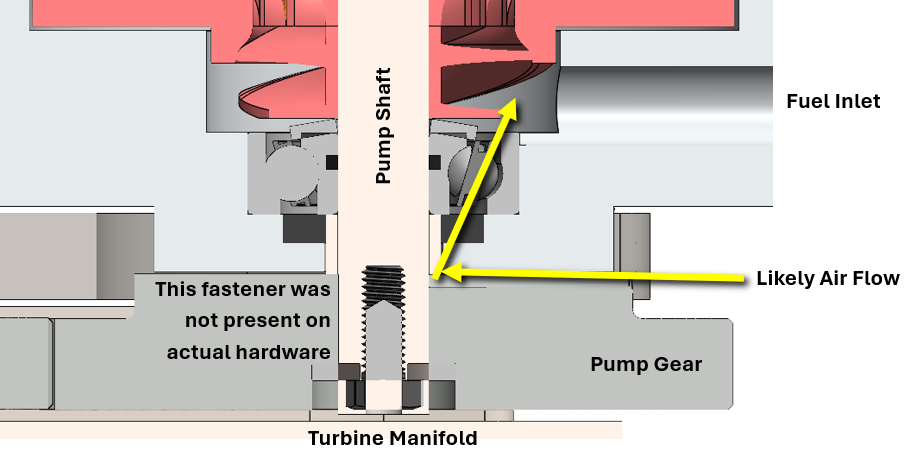 Pump Shaft
Fuel Inlet
Likely Air Flow
This fastener was
not present on
actual hardware
Pump Gear
Turbine Manifold